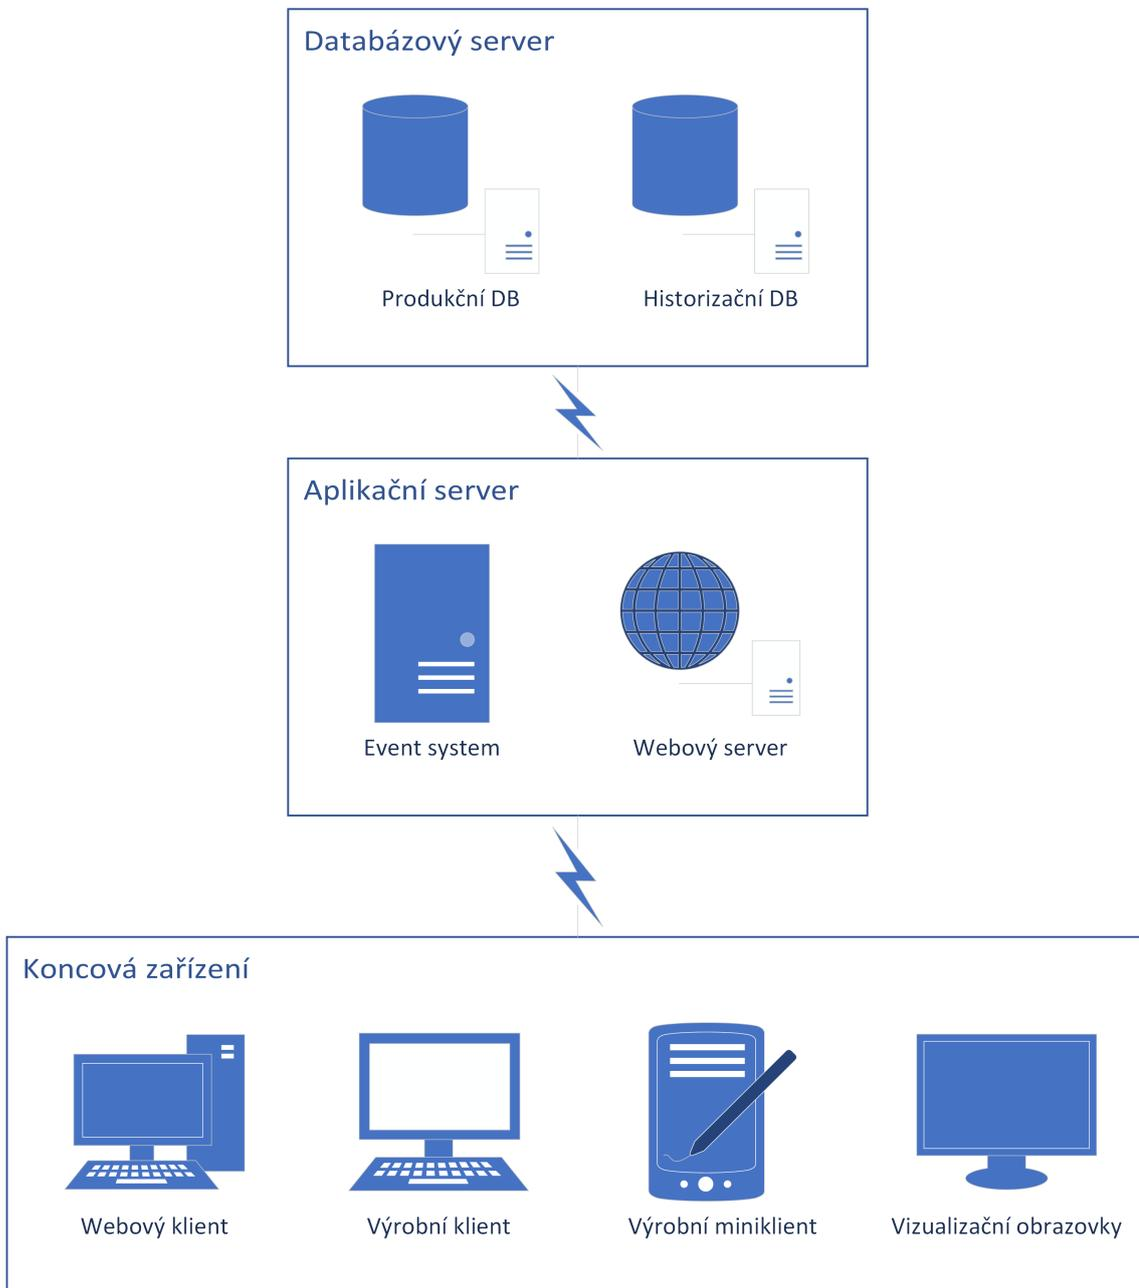 Databázový server
Produkční DB
Historizační DB
Aplikační server
Event system
Webový server
Koncová zařízení
Webový klient
Výrobní klient
Výrobní miniklient
Vizualizační obrazovky